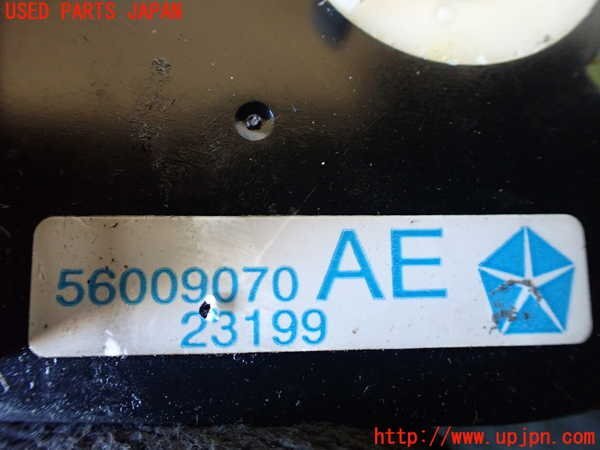 USED PARTS JAPAN
56009070 AE
23199
http://www.upjpn.com/